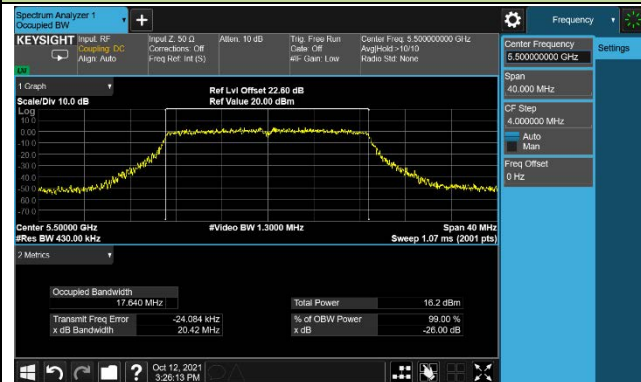 Spectrum Analyzer 1
Occupied BW
Frequency
KEYSIGHT
Input: RF
Coupling: DC
Align: Auto
Input Z: 50 Ω
Corrections: Off
Freq Ref: Int (S)
Atten: 10 dB
Trig: Free Run
Gate: Off
#IF Gain: Low
Center Freq: 5.500000000 GHz
Avg|Hold:>10/10
Radio Std: None
Center Frequency
5.500000000 GHz
Settings
Span
40.000 MHz
CF Step
4.000000 MHz
Auto
Man
Freq Offset
0 Hz
1 Graph
Scale/Div 10.0 dB
Ref Lvl Offset 22.60 dB
Ref Value 20.00 dBm
Log
10.0
0.00
-10.0
-20.0
-30.0
-40.0
-50.0
-60.0
-70.0
Center 5.50000 GHz
#Video BW 1.3000 MHz
Span 40 MHz
#Res BW 430.00 kHz
Sweep 1.07 ms (2001 pts)
2 Metrics
Occupied Bandwidth
17.640 MHz
Total Power 16.2 dBm
Transmit Freq Error -24.084 kHz
% of OBW Power 99.00 %
x dB Bandwidth 20.42 MHz
x dB -26.00 dB
?
Oct 12, 2021
3:26:13 PM